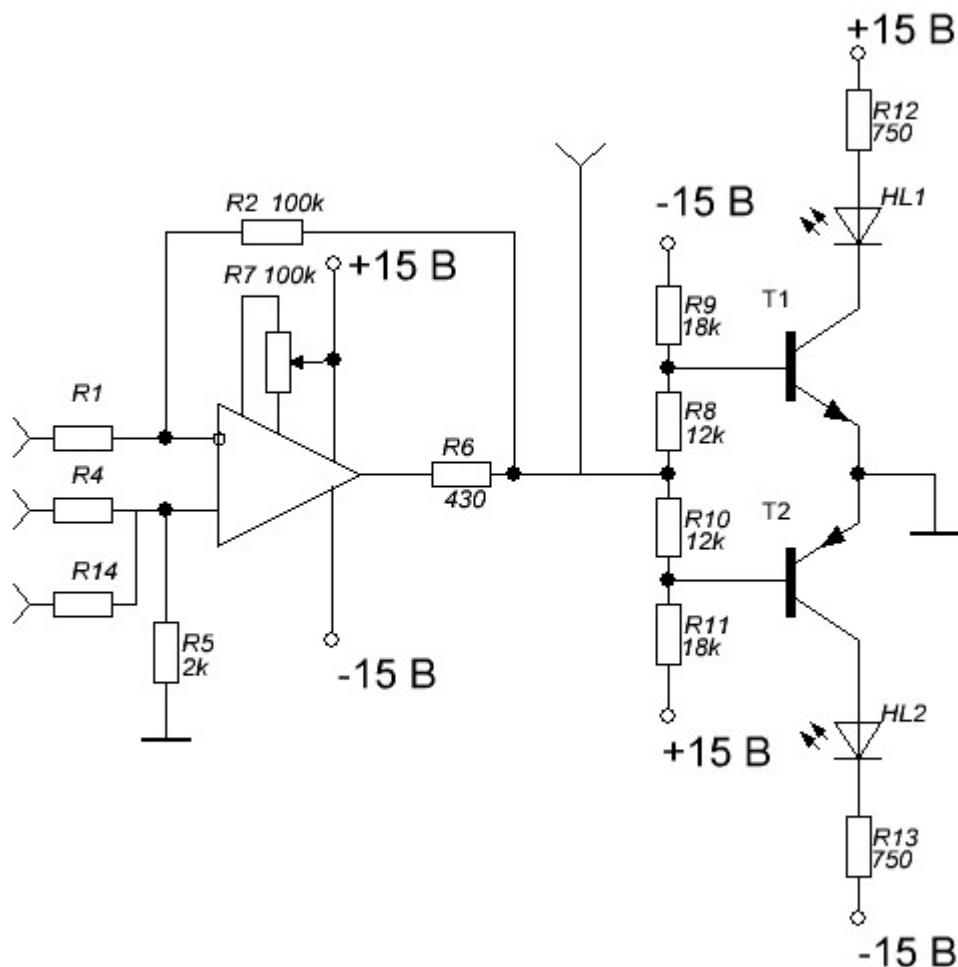 +15 В
R12
750
HL1
-15 В
R2 100k
+15 В
R7 100k
R9
18k
T1
R1
R8
12k
R6
430
R4
R10
12k
T2
R14
R5
2k
R11
18k
-15 В
+15 В
HL2
R13
750
-15 В